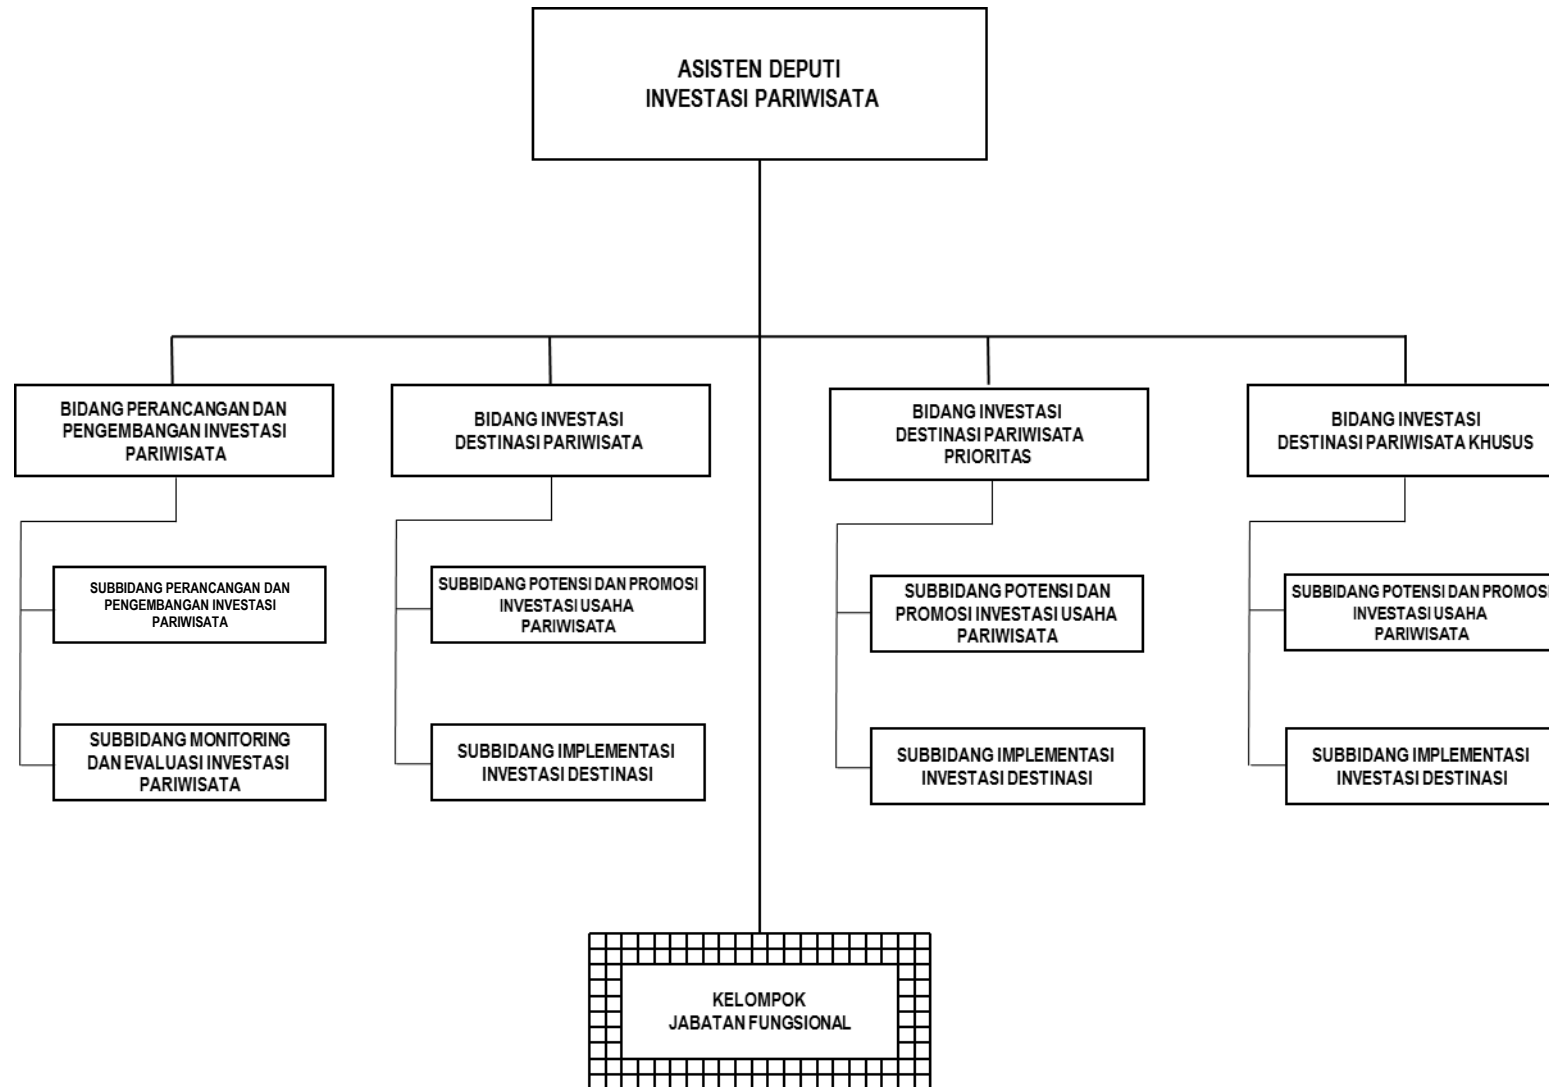 ASISTEN DEPUTI
INVESTASI PARIWISATA
BIDANG PERANCANGAN DAN
PENGEMBANGAN INVESTASI
PARIWISATA
BIDANG INVESTASI
DESTINASI PARIWISATA
BIDANG INVESTASI
DESTINASI PARIWISATA
PRIORITAS
BIDANG INVESTASI
DESTINASI PARIWISATA KHUSUS
SUBBIDANG PERANCANGAN DAN
PENGEMBANGAN INVESTASI
PARIWISATA
SUBBIDANG POTENSI DAN PROMOSI
INVESTASI USAHA
PARIWISATA
SUBBIDANG POTENSI DAN
PROMOSI INVESTASI USAHA
PARIWISATA
SUBBIDANG POTENSI DAN PROMOSI
INVESTASI USAHA
PARIWISATA
SUBBIDANG MONITORING
DAN EVALUASI INVESTASI
PARIWISATA
SUBBIDANG IMPLEMENTASI
INVESTASI DESTINASI
SUBBIDANG IMPLEMENTASI
INVESTASI DESTINASI
SUBBIDANG IMPLEMENTASI
INVESTASI DESTINASI
KELOMPOK
JABATAN FUNGSIONAL